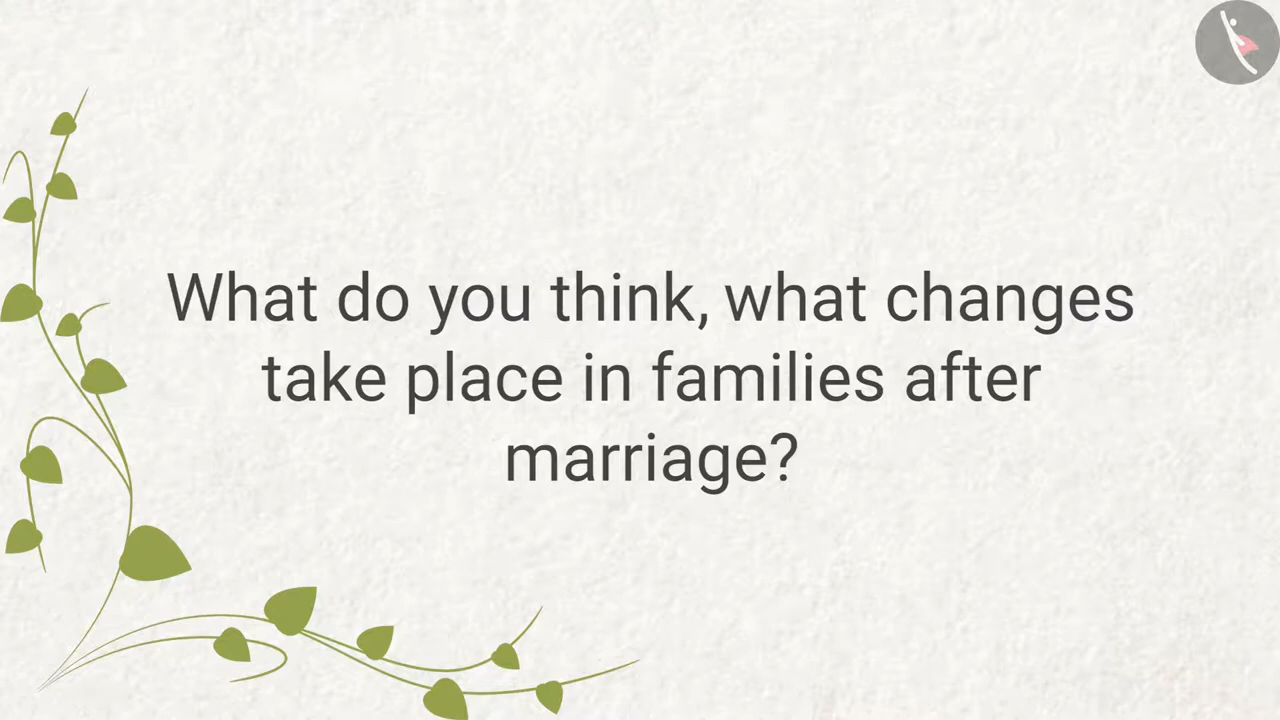 What do you think, what changes
take place in families after
marriage?